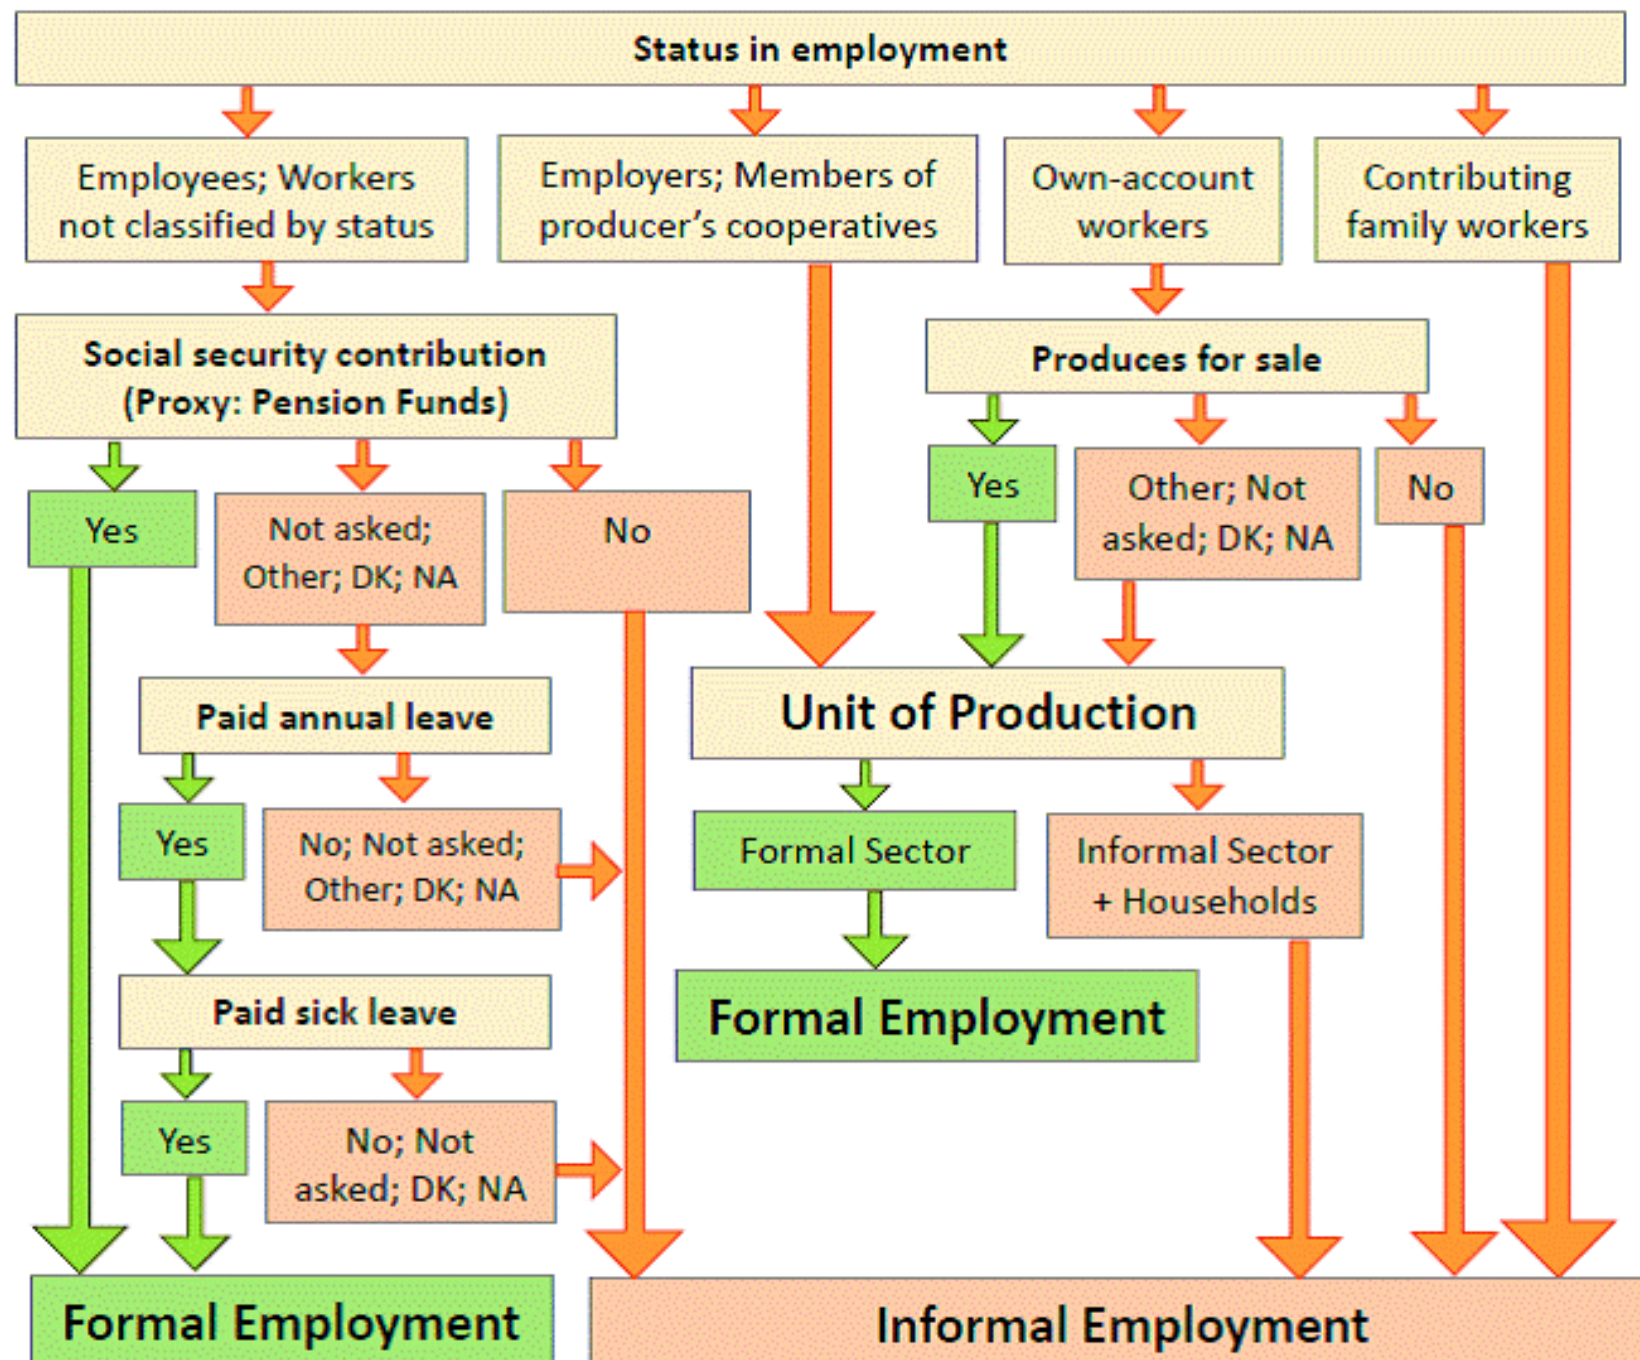 Status in employment
Employees; Workers
not classified by status
Employers; Members of
producer’s cooperatives
Own-account
workers
Contributing
family workers
Social security contribution
(Proxy: Pension Funds)
Produces for sale
Yes
Not asked;
Other; DK; NA
No
Yes
Other; Not
asked; DK; NA
No
Paid annual leave
Unit of Production
Yes
No; Not asked;
Other; DK; NA
Formal Sector
Informal Sector
+ Households
Paid sick leave
Formal Employment
Yes
No; Not
asked; DK; NA
Formal Employment
Informal Employment